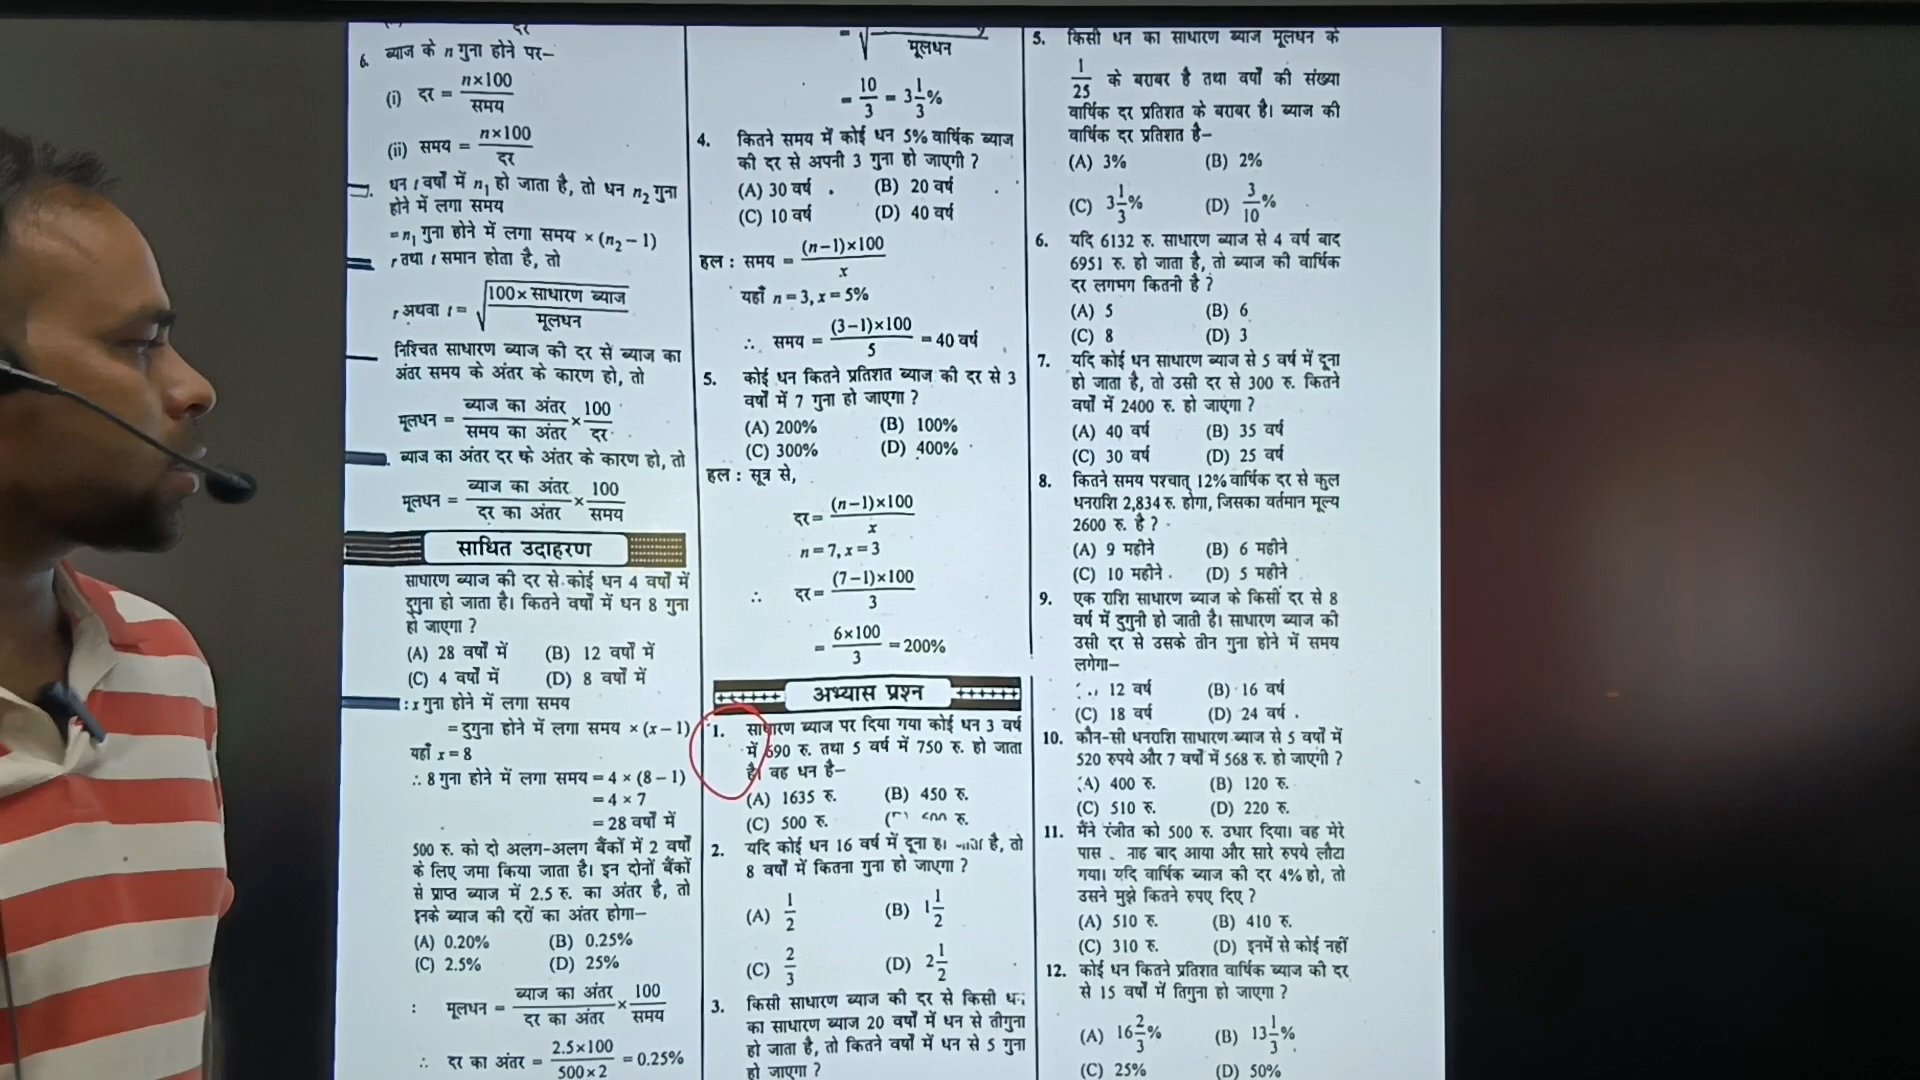 6. ब्याज के n गुना होने पर–
(i) दर = n×100 / समय
(ii) समय = n×100 / दर
धन t वर्षों में n1 हो जाता है, तो धन n2 गुना
होने में लगा समय
= n1 गुना होने में लगा समय × (n2 – 1)
r तथा t समान होता है, तो
r अथवा t = √(100× साधारण ब्याज / मूलधन)
निश्चित साधारण ब्याज की दर से ब्याज का
अंतर समय के अंतर के कारण हो, तो
मूलधन = ब्याज का अंतर / समय का अंतर × 100 / दर
ब्याज का अंतर दर के अंतर के कारण हो, तो
मूलधन = ब्याज का अंतर / दर का अंतर × 100 / समय
साधित उदाहरण
साधारण ब्याज की दर से कोई धन 4 वर्षों में
दुगुना हो जाता है। कितने वर्षों में धन 8 गुना
हो जाएगा ?
(A) 28 वर्षों में (B) 12 वर्षों में
(C) 4 वर्षों में (D) 8 वर्षों में
: x गुना होने में लगा समय
= दुगुना होने में लगा समय × (x – 1)
यहाँ x = 8
∴ 8 गुना होने में लगा समय = 4 × (8 – 1)
= 4 × 7
= 28 वर्षों में
500 रु. को दो अलग-अलग बैंकों में 2 वर्षों
के लिए जमा किया जाता है। इन दोनों बैंकों
से प्राप्त ब्याज में 2.5 रु. का अंतर है, तो
इनके ब्याज की दरों का अंतर होगा–
(A) 0.20% (B) 0.25%
(C) 2.5% (D) 25%
: मूलधन = ब्याज का अंतर / दर का अंतर × 100 / समय
∴ दर का अंतर = 2.5×100 / 500×2 = 0.25%
मूलधन
= 10/3 = 3 1/3%
4. कितने समय में कोई धन 5% वार्षिक ब्याज
की दर से अपनी 3 गुना हो जाएगी ?
(A) 30 वर्ष (B) 20 वर्ष
(C) 10 वर्ष (D) 40 वर्ष
हल : समय = (n–1)×100 / x
यहाँ n = 3, x = 5%
∴ समय = (3–1)×100 / 5 = 40 वर्ष
5. कोई धन कितने प्रतिशत ब्याज की दर से 3
वर्षों में 7 गुना हो जाएगा ?
(A) 200% (B) 100%
(C) 300% (D) 400%
हल : सूत्र से,
दर = (n–1)×100 / x
n = 7, x = 3
∴ दर = (7–1)×100 / 3
= 6×100 / 3 = 200%
अभ्यास प्रश्न
1. साधारण ब्याज पर दिया गया कोई धन 3 वर्ष
में 690 रु. तथा 5 वर्ष में 750 रु. हो जाता
है। वह धन है–
(A) 1635 रु. (B) 450 रु.
(C) 500 रु. रु.
2. यदि कोई धन 16 वर्ष में दूना है, तो
8 वर्षों में कितना गुना हो जाएगा ?
(A) 1/2 (B) 1 1/2
(C) 2/3 (D) 2 1/2
3. किसी साधारण ब्याज की दर से किसी
का साधारण ब्याज 20 वर्षों में धन से तीगुना
हो जाता है, तो कितने वर्षों में धन से 5 गुना
हो जाएगा ?
5. किसी धन का साधारण ब्याज मूलधन के
1/25 के बराबर है तथा वर्षों की संख्या
वार्षिक दर प्रतिशत के बराबर है। ब्याज की
वार्षिक दर प्रतिशत है–
(A) 3% (B) 2%
(C) 3 1/3% (D) 3/10%
6. यदि 6132 रु. साधारण ब्याज से 4 वर्ष बाद
6951 रु. हो जाता है, तो ब्याज की वार्षिक
दर लगभग कितनी है ?
(A) 5 (B) 6
(C) 8 (D) 3
7. यदि कोई धन साधारण ब्याज से 5 वर्ष में दूना
हो जाता है, तो उसी दर से 300 रु. कितने
वर्षों में 2400 रु. हो जाएगा ?
(A) 40 वर्ष (B) 35 वर्ष
(C) 30 वर्ष (D) 25 वर्ष
8. कितने समय पश्चात् 12% वार्षिक दर से कुल
धनराशि 2,834 रु. होगा, जिसका वर्तमान मूल्य
2600 रु. है ?
(A) 9 महीने (B) 6 महीने
(C) 10 महीने (D) 5 महीने
9. एक राशि साधारण ब्याज के किसी दर से 8
वर्ष में दुगुनी हो जाती है। साधारण ब्याज की
उसी दर से उसके तीन गुना होने में समय
लगेगा–
12 वर्ष (B) 16 वर्ष
(C) 18 वर्ष (D) 24 वर्ष
10. कौन-सी धनराशि साधारण ब्याज से 5 वर्षों में
520 रुपये और 7 वर्षों में 568 रु. हो जाएगी ?
(A) 400 रु. (B) 120 रु.
(C) 510 रु. (D) 220 रु.
11. मैंने रंजीत को 500 रु. उधार दिया। वह मेरे
पास बाद आया और सारे रुपये लौटा
गया। यदि वार्षिक ब्याज की दर 4% हो, तो
उसने मुझे कितने रुपए दिए ?
(A) 510 रु. (B) 410 रु.
(C) 310 रु. (D) इनमें से कोई नहीं
12. कोई धन कितने प्रतिशत वार्षिक ब्याज की दर
से 15 वर्षों में तिगुना हो जाएगा ?
(A) 16 2/3% (B) 13 1/3%
(C) 25% (D) 50%